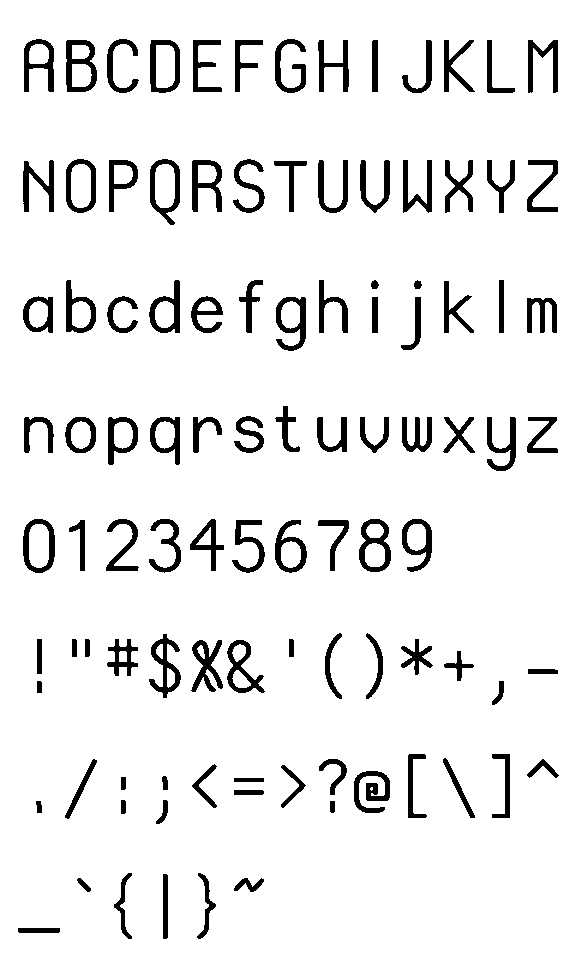 ABCDEFGHIJKLM
NOPQRSTUVWXYZ
abcdefghijklm
nopqrstuvwxyz
0123456789
!"#$%&'()*+,-
./:;<=>?@[\]^
_`{|}~